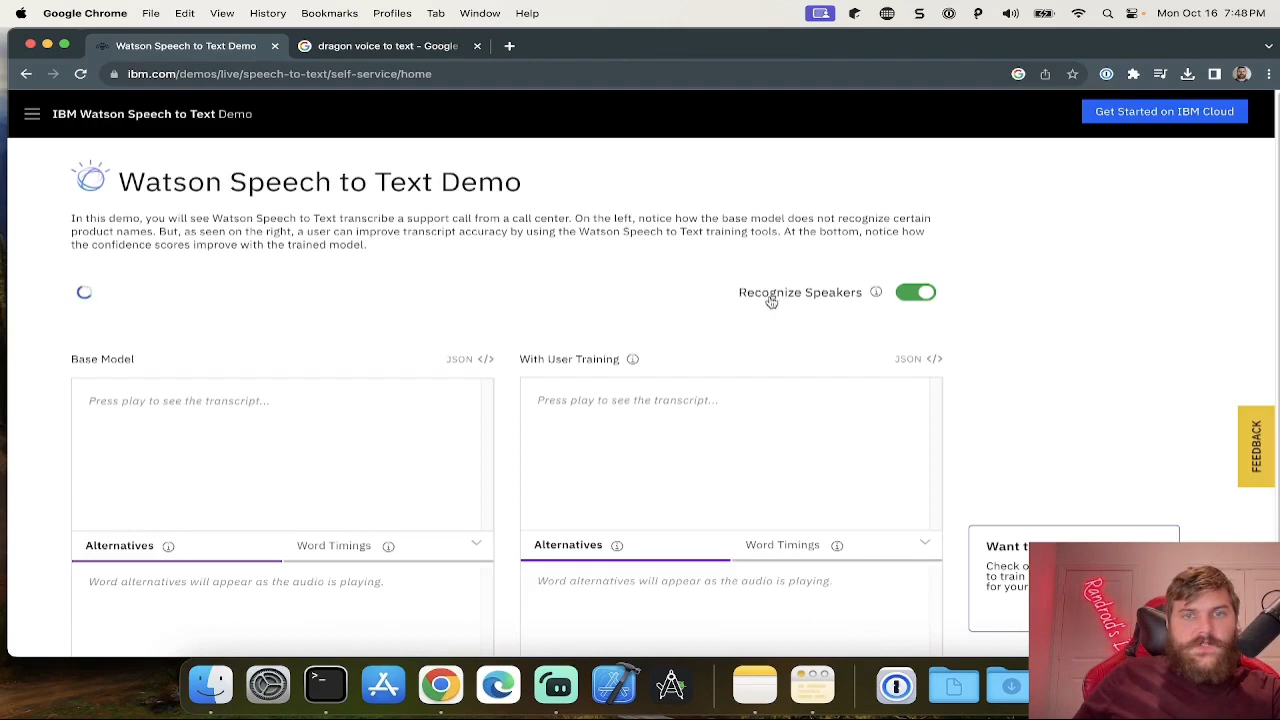 Chrome File Edit View History Bookmarks Profiles Tab Window Help Mon Oct 16 7:48 PM
Watson Speech to Text Demo
dragon voice to text - Google
ibm.com/demos/live/speech-to-text/self-service/home
IBM Watson Speech to Text Demo
Get Started on IBM Cloud
Watson Speech to Text Demo
In this demo, you will see Watson Speech to Text transcribe a support call from a call center. On the left, notice how the base model does not recognize certain
product names. But, as seen on the right, a user can improve transcript accuracy by using the Watson Speech to Text training tools. At the bottom, notice how
the confidence scores improve with the trained model.
Recognize Speakers
Base Model JSON </>
With User Training JSON </>
Press play to see the transcript...
Press play to see the transcript...
FEEDBACK
Alternatives Word Timings
Alternatives Word Timings
Word alternatives will appear as the audio is playing.
Word alternatives will appear as the audio is playing.
Want
Check
to train
for your
Randroid's